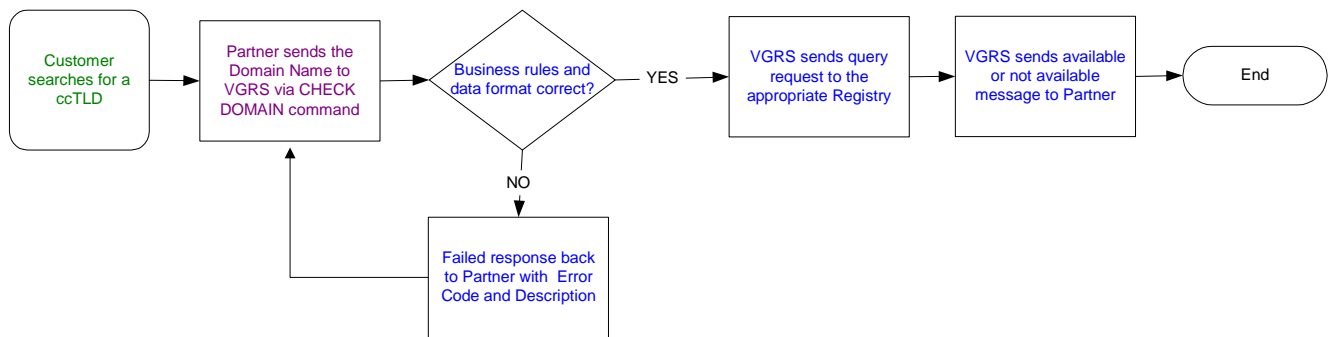 Customer
searches for a
ccTLD
Partner sends the
Domain Name to
VGRS via CHECK
DOMAIN command
Business rules and
data format correct?
YES
VGRS sends query
request to the
appropriate Registry
VGRS sends available
or not available
message to Partner
End
NO
Failed response back
to Partner with Error
Code and Description